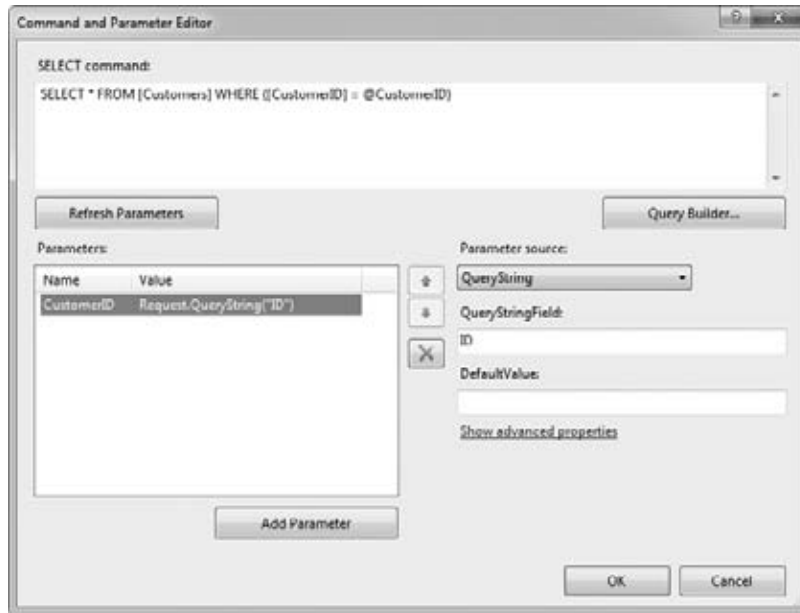 Command and Parameter Editor
SELECT command:
SELECT * FROM [Customers] WHERE ([CustomerID] = @CustomerID)
Refresh Parameters
Query Builder...
Parameters:
Name Value
CustomerID Request.QueryString("ID")
Add Parameter
Parameter source:
QueryString
QueryStringField:
ID
DefaultValue:
Show advanced properties
OK
Cancel